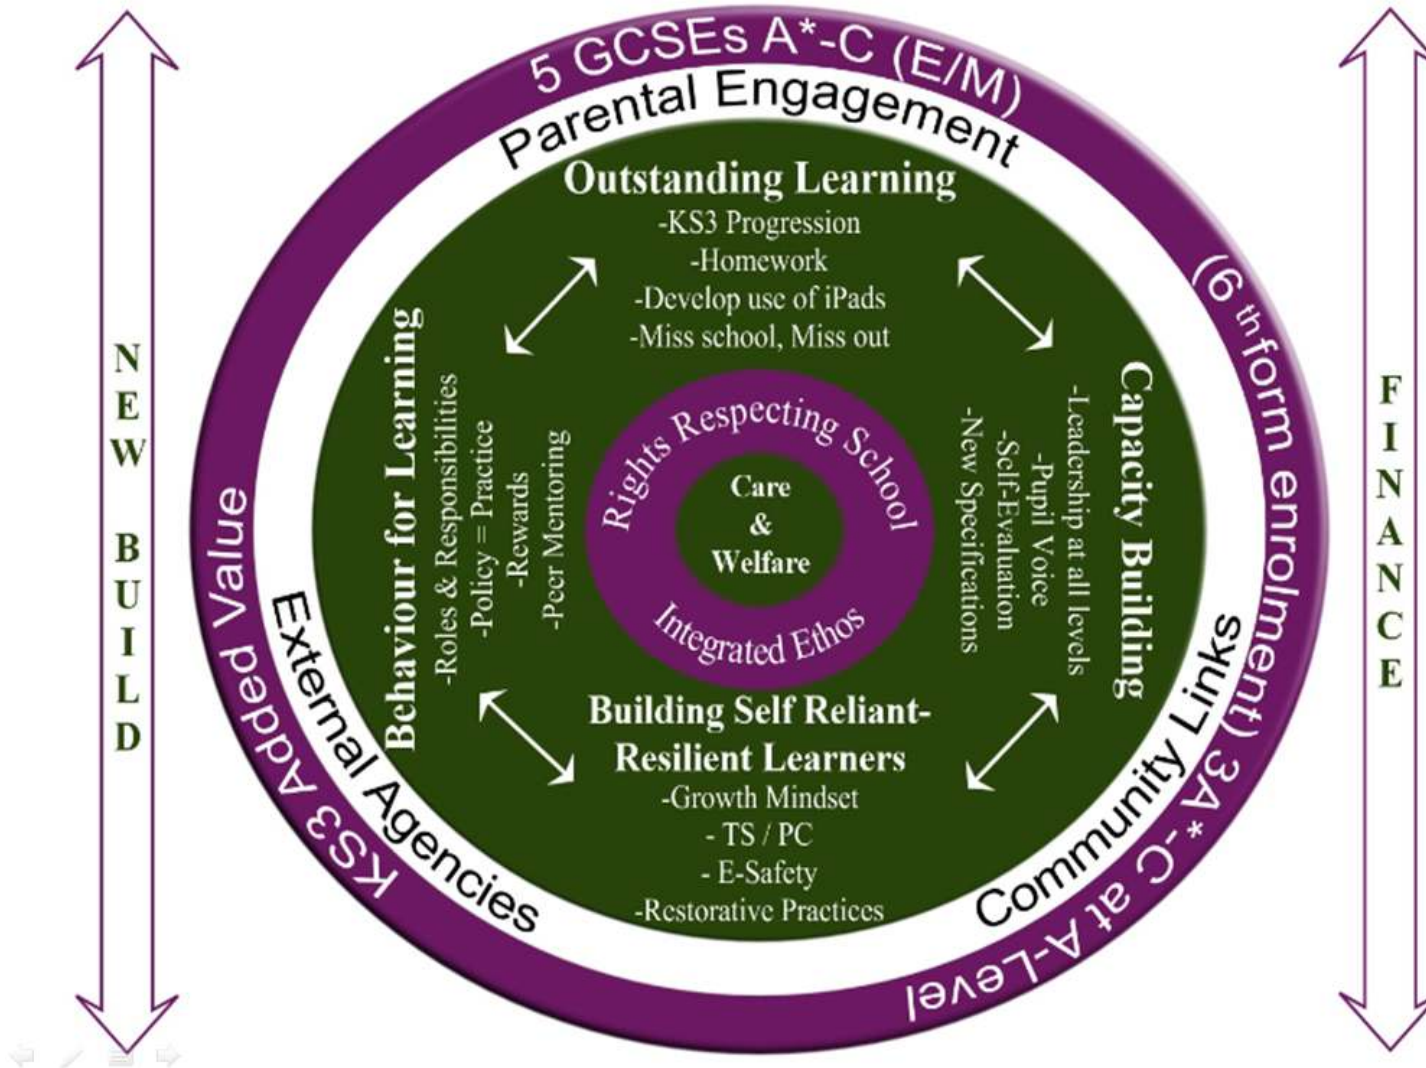 5 GCSEs A*-C (E/M)
(6 th form enrolment) 3A*-C at A-Level
KS3 Added Value
Parental Engagement
Community Links
External Agencies
Outstanding Learning
-KS3 Progression
-Homework
-Develop use of iPads
-Miss school, Miss out
Capacity Building
-Leadership at all levels
-Pupil Voice
-Self-Evaluation
-New Specifications
Building Self Reliant-
Resilient Learners
-Growth Mindset
- TS / PC
- E-Safety
-Restorative Practices
Behaviour for Learning
-Roles & Responsibilities
-Policy = Practice
-Rewards
-Peer Mentoring
Rights Respecting School
Integrated Ethos
Care
&
Welfare
NEW BUILD
FINANCE